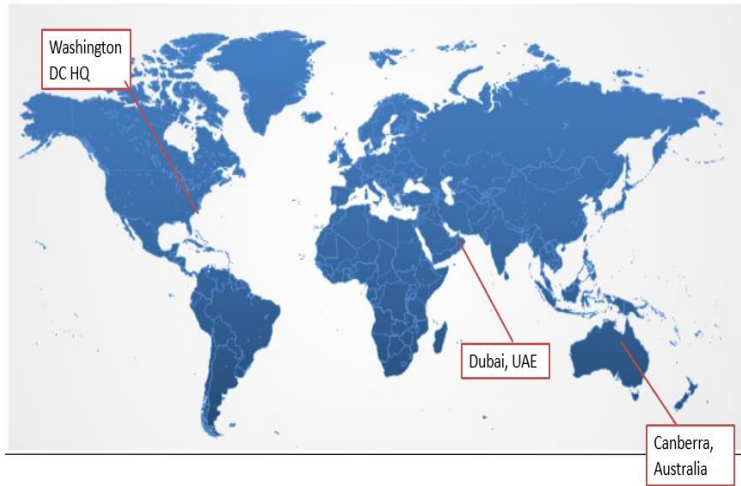 Washington
DC HQ
Dubai, UAE
Canberra,
Australia